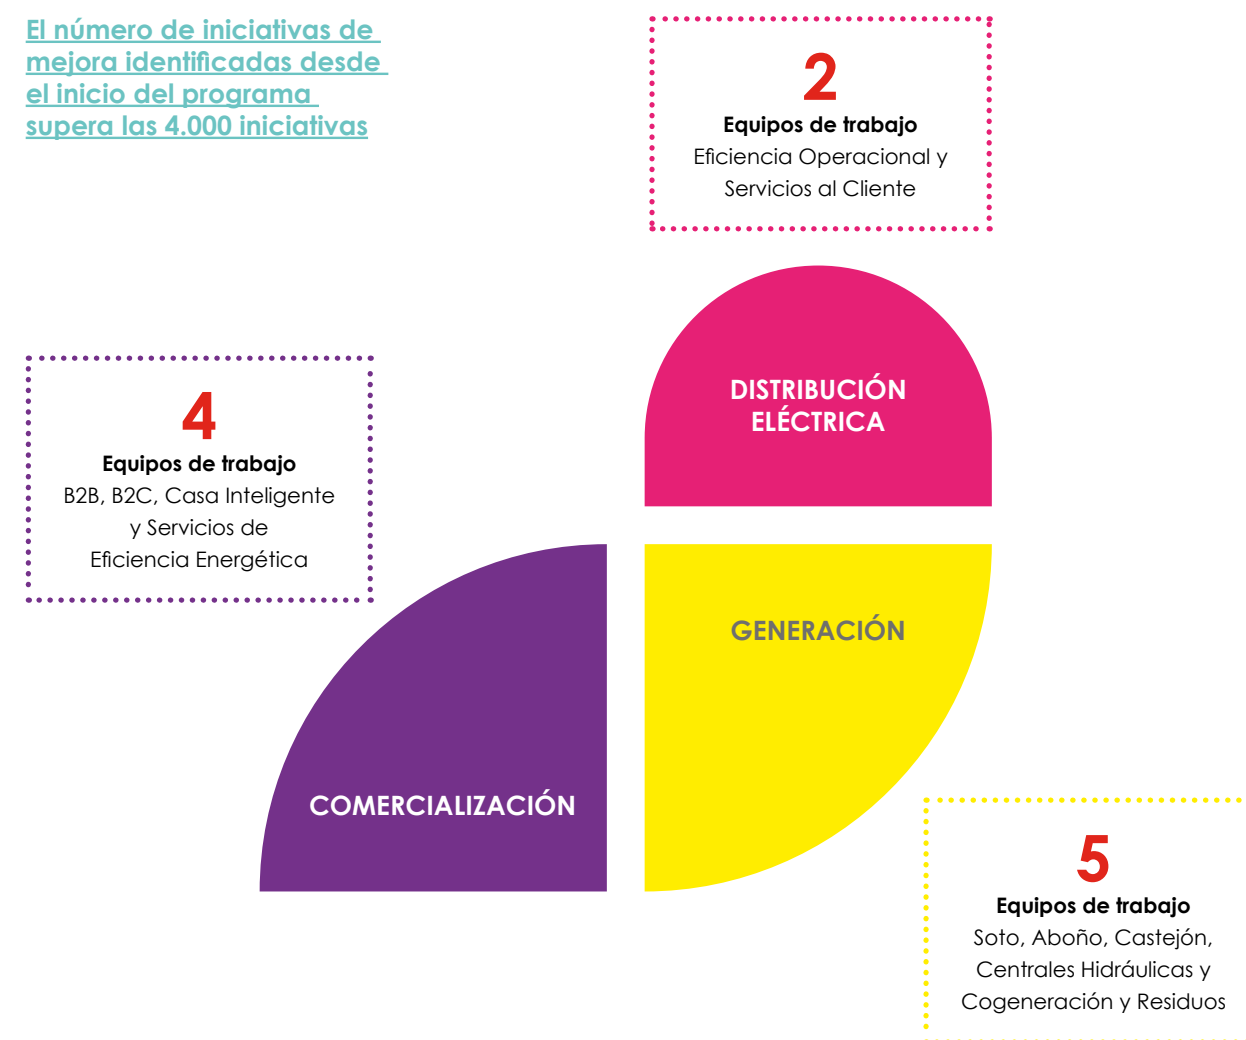 El número de iniciativas de
mejora identificadas desde
el inicio del programa
supera las 4.000 iniciativas
2
Equipos de trabajo
Eficiencia Operacional y
Servicios al Cliente
DISTRIBUCIÓN
ELÉCTRICA
4
Equipos de trabajo
B2B, B2C, Casa Inteligente
y Servicios de
Eficiencia Energética
GENERACIÓN
COMERCIALIZACIÓN
5
Equipos de trabajo
Soto, Aboño, Castejón,
Centrales Hidráulicas y
Cogeneración y Residuos